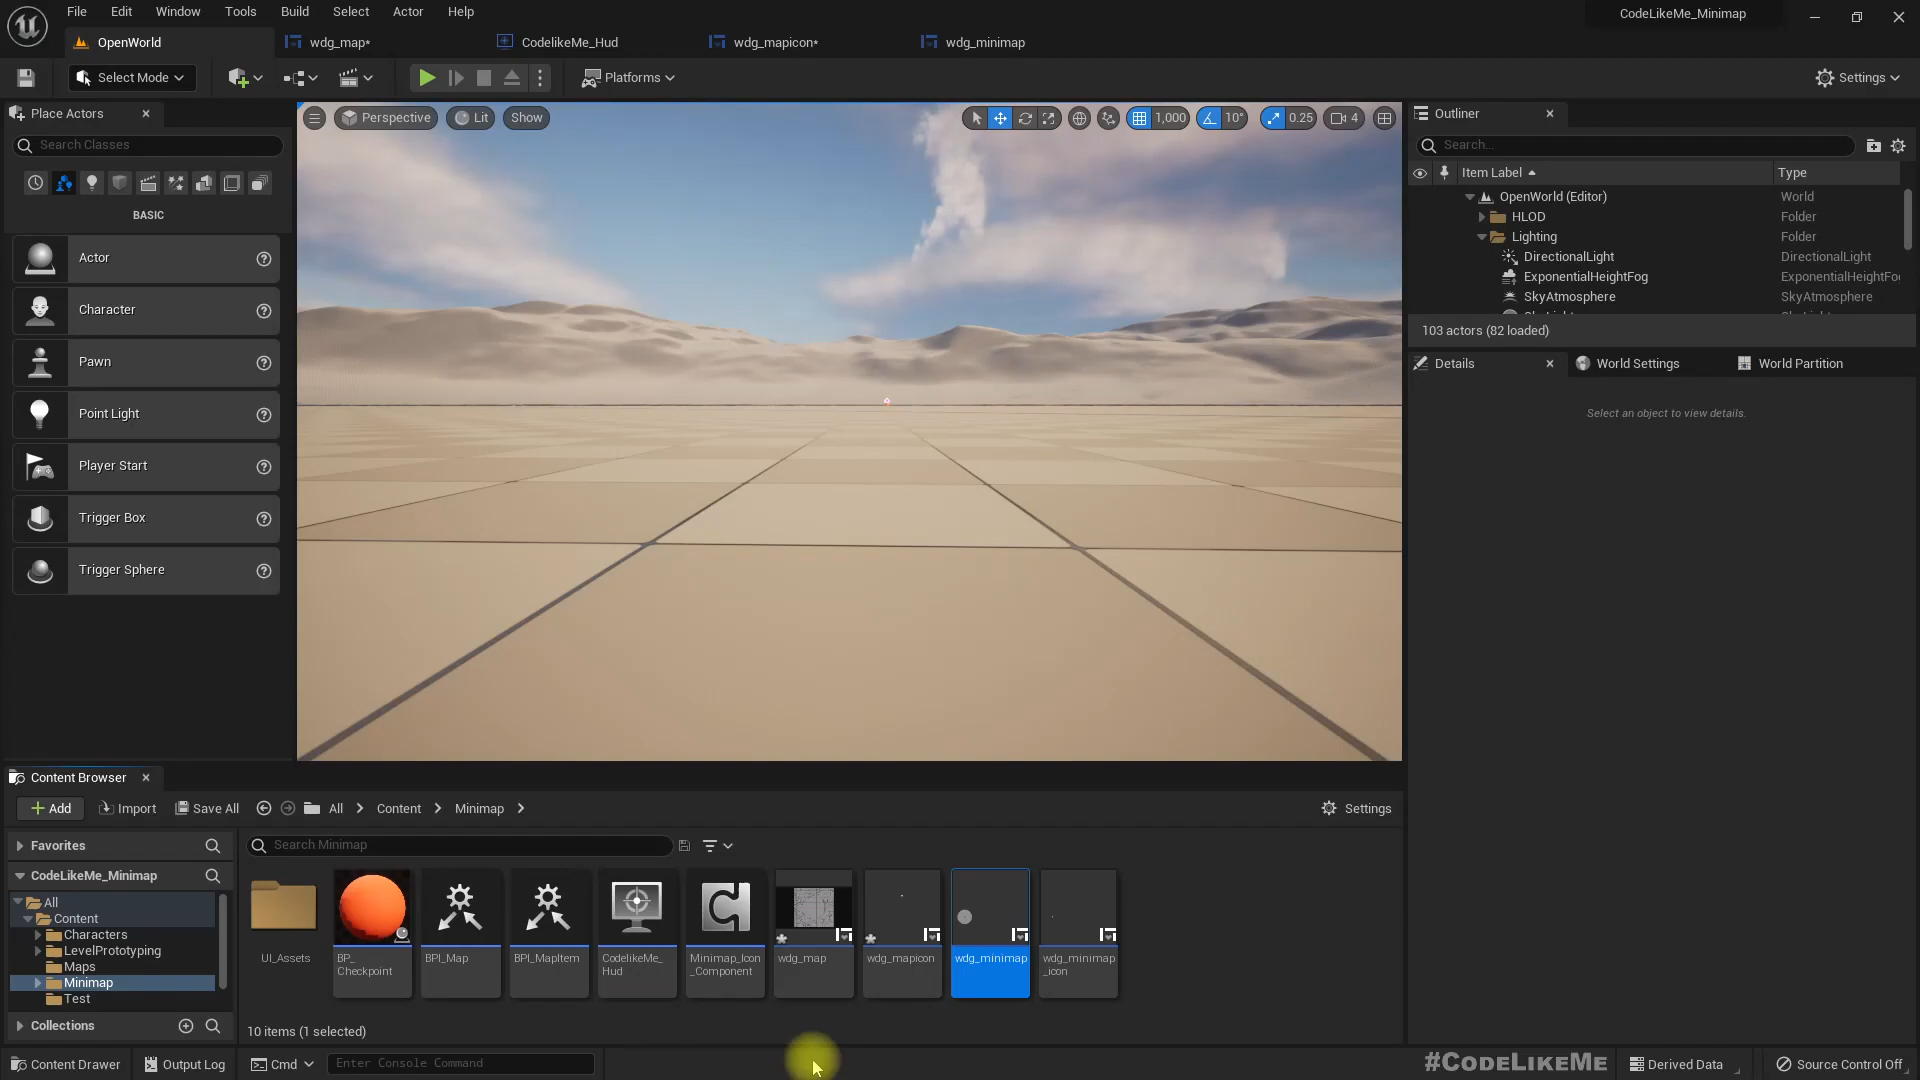 File Edit Window Tools Build Select Actor Help
CodeLikeMe_Minimap
OpenWorld
wdg_map*
CodelikeMe_Hud
wdg_mapicon*
wdg_minimap
Select Mode
Platforms
Settings
Place Actors
Search Classes
BASIC
Actor
Character
Pawn
Point Light
Player Start
Trigger Box
Trigger Sphere
Perspective
Lit
Show
1,000
10°
0.25
4
Outliner
Search...
Item Label
Type
OpenWorld (Editor) World
HLOD Folder
Lighting Folder
DirectionalLight DirectionalLight
ExponentialHeightFog ExponentialHeightFo
SkyAtmosphere SkyAtmosphere
103 actors (82 loaded)
Details
World Settings
World Partition
Select an object to view details.
Content Browser
Add
Import
Save All
All
Content
Minimap
Settings
Favorites
CodeLikeMe_Minimap
All
Content
Characters
LevelPrototyping
Maps
Minimap
Test
Collections
Search Minimap
UI_Assets
BP_
Checkpoint
BPI_Map
BPI_MapItem
CodelikeMe_
Hud
Minimap_Icon
_Component
wdg_map
wdg_mapicon
wdg_minimap
wdg_minimap
_icon
10 items (1 selected)
Content Drawer
Output Log
Cmd
Enter Console Command
#CodeLikeMe
Derived Data
Source Control Off